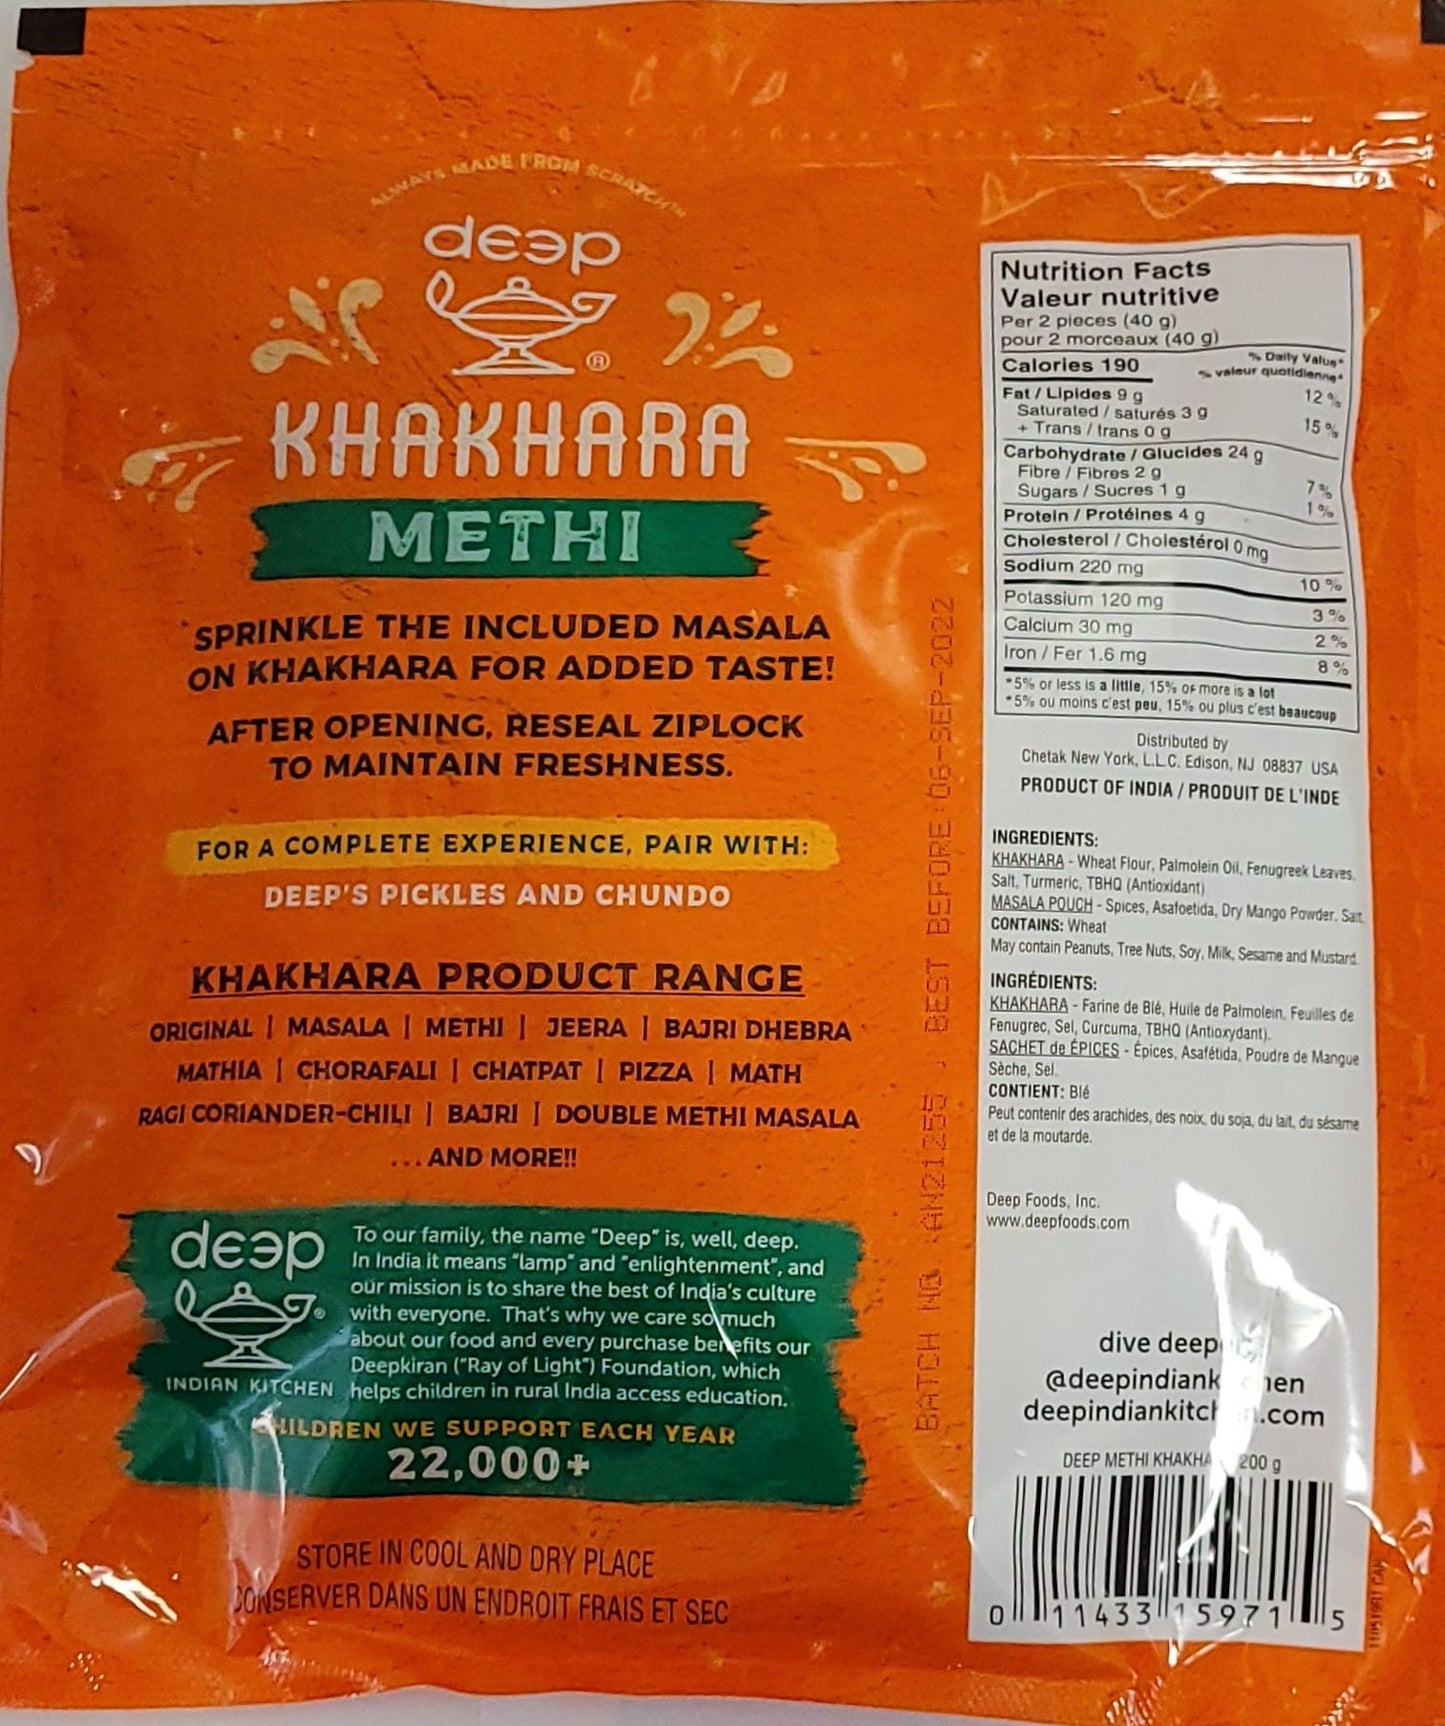 ALWAYS MADE FROM SCRATCH™
deep
®
KHAKHARA
METHI
SPRINKLE THE INCLUDED MASALA
ON KHAKHARA FOR ADDED TASTE!
AFTER OPENING, RESEAL ZIPLOCK
TO MAINTAIN FRESHNESS.
FOR A COMPLETE EXPERIENCE, PAIR WITH:
DEEP'S PICKLES AND CHUNDO
KHAKHARA PRODUCT RANGE
ORIGINAL | MASALA | METHI | JEERA | BAJRI DHEBRA
MATHIA | CHORAFALI | CHATPAT | PIZZA | MATH
RAGI CORIANDER-CHILI | BAJRI | DOUBLE METHI MASALA
...AND MORE!!
deep
®
INDIAN KITCHEN
To our family, the name "Deep" is, well, deep.
In India it means "lamp" and "enlightenment", and
our mission is to share the best of India's culture
with everyone. That's why we care so much
about our food and every purchase benefits our
Deepkiran ("Ray of Light") Foundation, which
helps children in rural India access education.
CHILDREN WE SUPPORT EACH YEAR
22,000+
STORE IN COOL AND DRY PLACE
CONSERVER DANS UN ENDROIT FRAIS ET SEC
BATCH NO. AN21255 , BEST BEFORE:06-SEP-2022
Nutrition Facts
Valeur nutritive
Per 2 pieces (40 g)
pour 2 morceaux (40 g)
Calories 190 % Daily Value*
% valeur quotidienne*
Fat / Lipides 9 g 12 %
Saturated / saturés 3 g
+ Trans / trans 0 g 15 %
Carbohydrate / Glucides 24 g
Fibre / Fibres 2 g 7 %
Sugars / Sucres 1 g 1 %
Protein / Protéines 4 g
Cholesterol / Cholestérol 0 mg
Sodium 220 mg 10 %
Potassium 120 mg 3 %
Calcium 30 mg 2 %
Iron / Fer 1.6 mg 8 %
*5% or less is a little, 15% or more is a lot
*5% ou moins c'est peu, 15% ou plus c'est beaucoup
Distributed by
Chetak New York, L.L.C. Edison, NJ 08837 USA
PRODUCT OF INDIA / PRODUIT DE L'INDE
INGREDIENTS:
KHAKHARA - Wheat Flour, Palmolein Oil, Fenugreek Leaves,
Salt, Turmeric, TBHQ (Antioxidant)
MASALA POUCH - Spices, Asafoetida, Dry Mango Powder, Salt.
CONTAINS: Wheat
May contain Peanuts, Tree Nuts, Soy, Milk, Sesame and Mustard.
INGRÉDIENTS:
KHAKHARA - Farine de Blé, Huile de Palmolein, Feuilles de
Fenugrec, Sel, Curcuma, TBHQ (Antioxydant).
SACHET de ÉPICES - Épices, Asafétida, Poudre de Mangue
Sèche, Sel.
CONTIENT: Blé
Peut contenir des arachides, des noix, du soja, du lait, du sésame
et de la moutarde.
Deep Foods, Inc.
www.deepfoods.com
dive deep
@deepindiankitchen
deepindiankitchen.com
DEEP METHI KHAKHARA 200 g
0 11433 15971 5